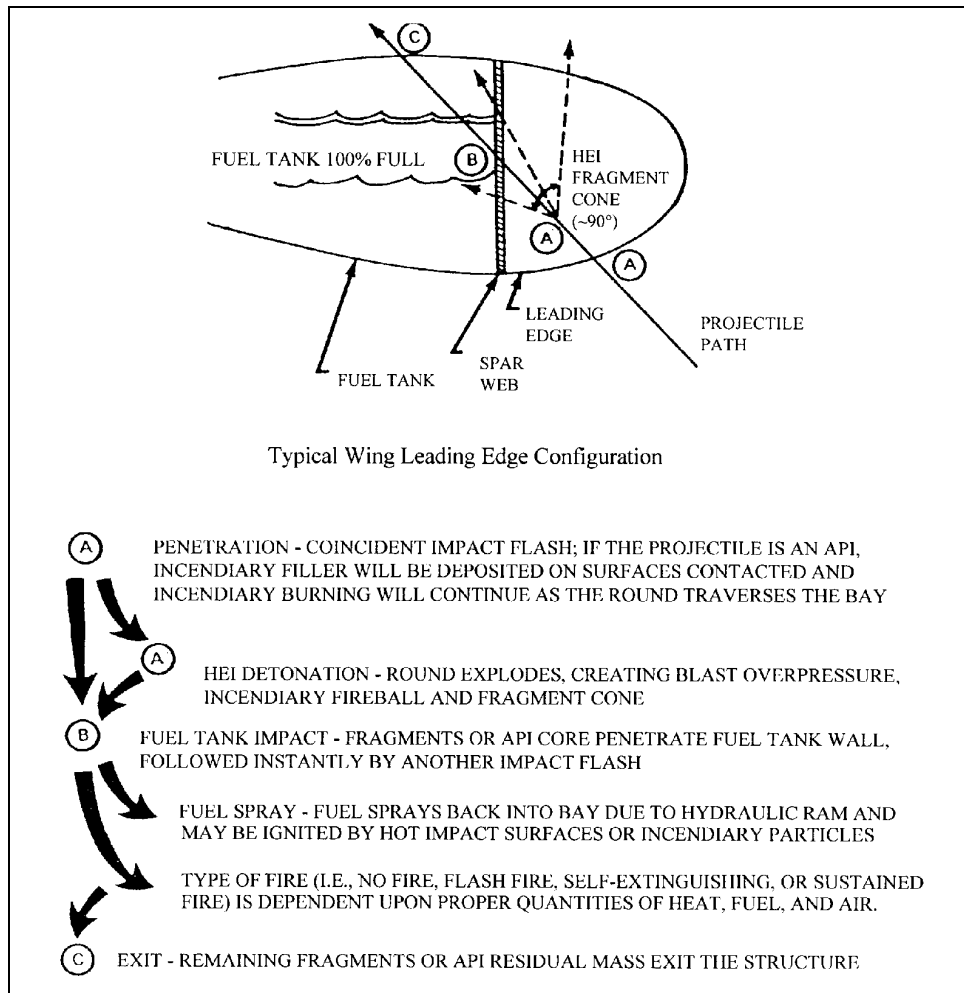 C
FUEL TANK 100% FULL
B
HEI
FRAGMENT
CONE
(~90°)
A
A
LEADING
EDGE
PROJECTILE
PATH
SPAR
WEB
FUEL TANK
Typical Wing Leading Edge Configuration
A
PENETRATION - COINCIDENT IMPACT FLASH; IF THE PROJECTILE IS AN API,
INCENDIARY FILLER WILL BE DEPOSITED ON SURFACES CONTACTED AND
INCENDIARY BURNING WILL CONTINUE AS THE ROUND TRAVERSES THE BAY
A
HEI DETONATION - ROUND EXPLODES, CREATING BLAST OVERPRESSURE,
INCENDIARY FIREBALL AND FRAGMENT CONE
B
FUEL TANK IMPACT - FRAGMENTS OR API CORE PENETRATE FUEL TANK WALL,
FOLLOWED INSTANTLY BY ANOTHER IMPACT FLASH
FUEL SPRAY - FUEL SPRAYS BACK INTO BAY DUE TO HYDRAULIC RAM AND
MAY BE IGNITED BY HOT IMPACT SURFACES OR INCENDIARY PARTICLES
TYPE OF FIRE (I.E., NO FIRE, FLASH FIRE, SELF-EXTINGUISHING, OR SUSTAINED
FIRE) IS DEPENDENT UPON PROPER QUANTITIES OF HEAT, FUEL, AND AIR.
C
EXIT - REMAINING FRAGMENTS OR API RESIDUAL MASS EXIT THE STRUCTURE